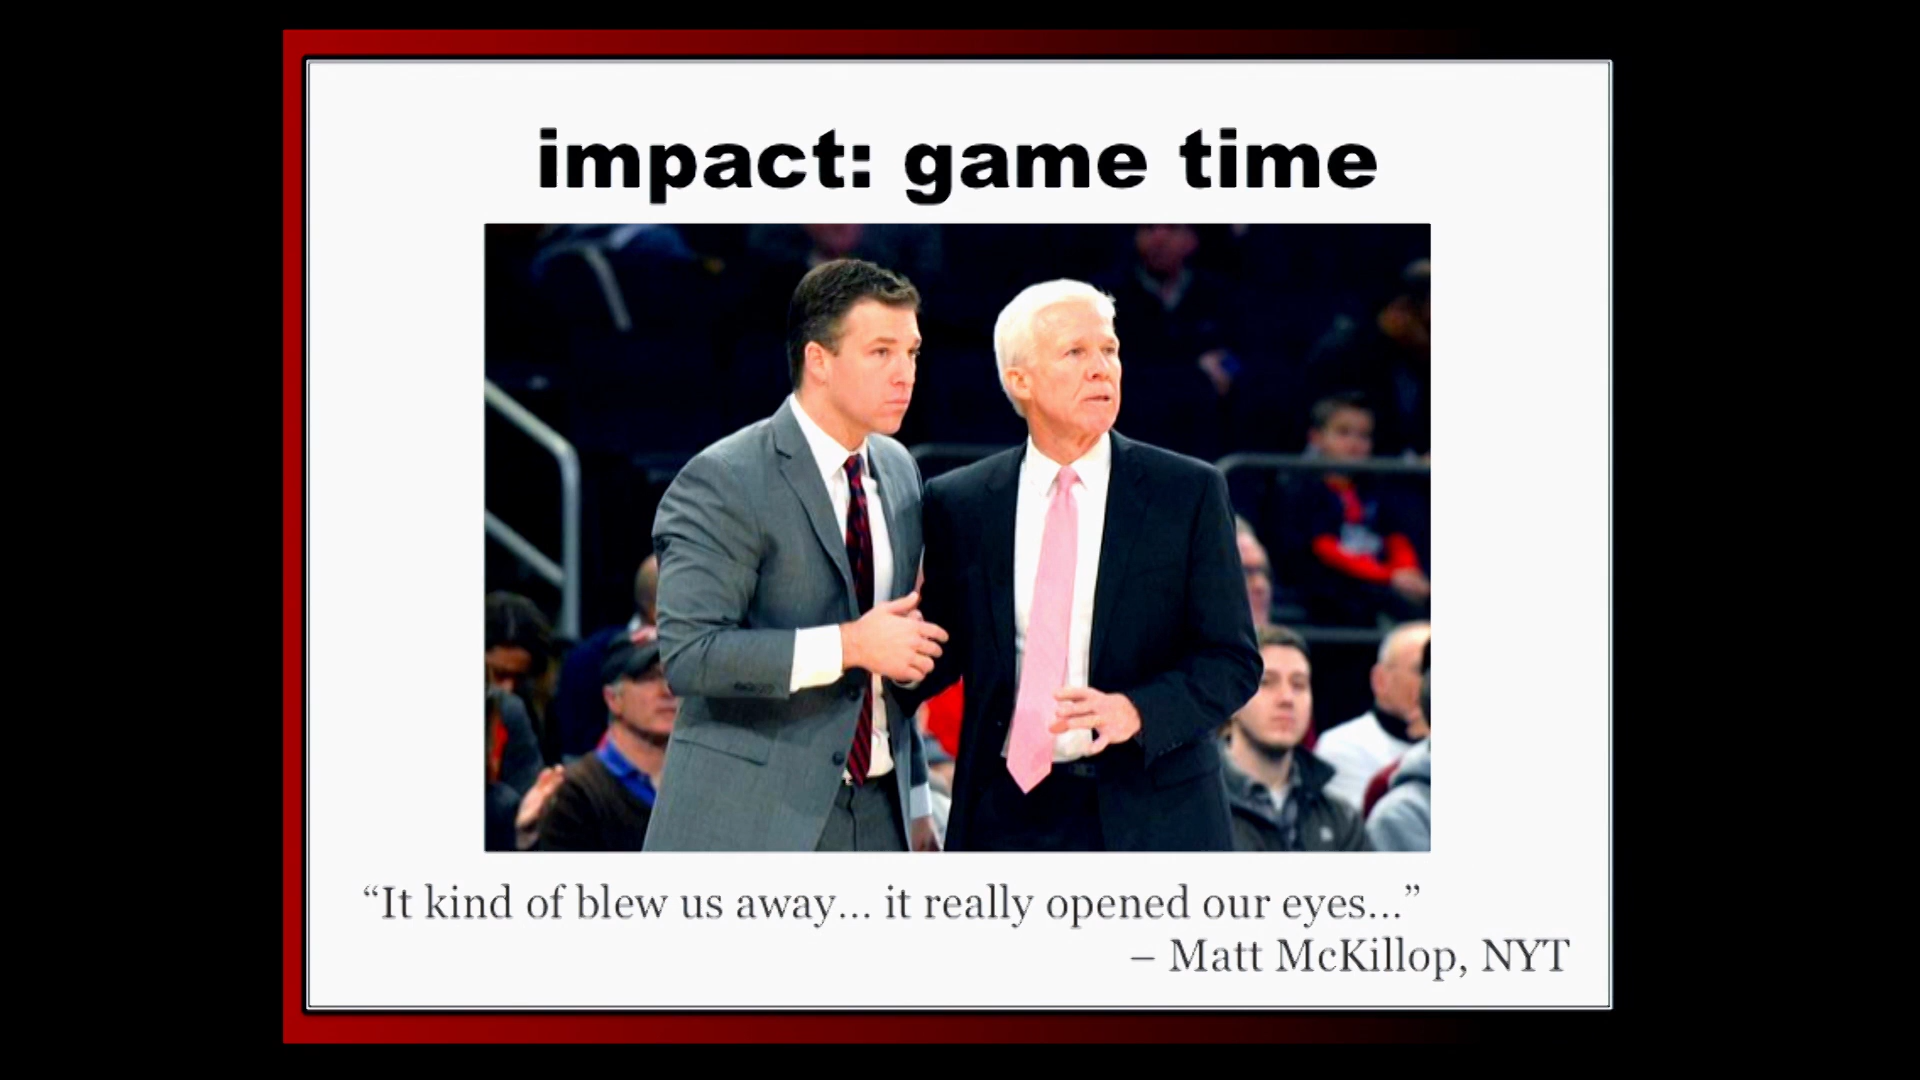 impact: game time
“It kind of blew us away... it really opened our eyes...”
– Matt McKillop, NYT